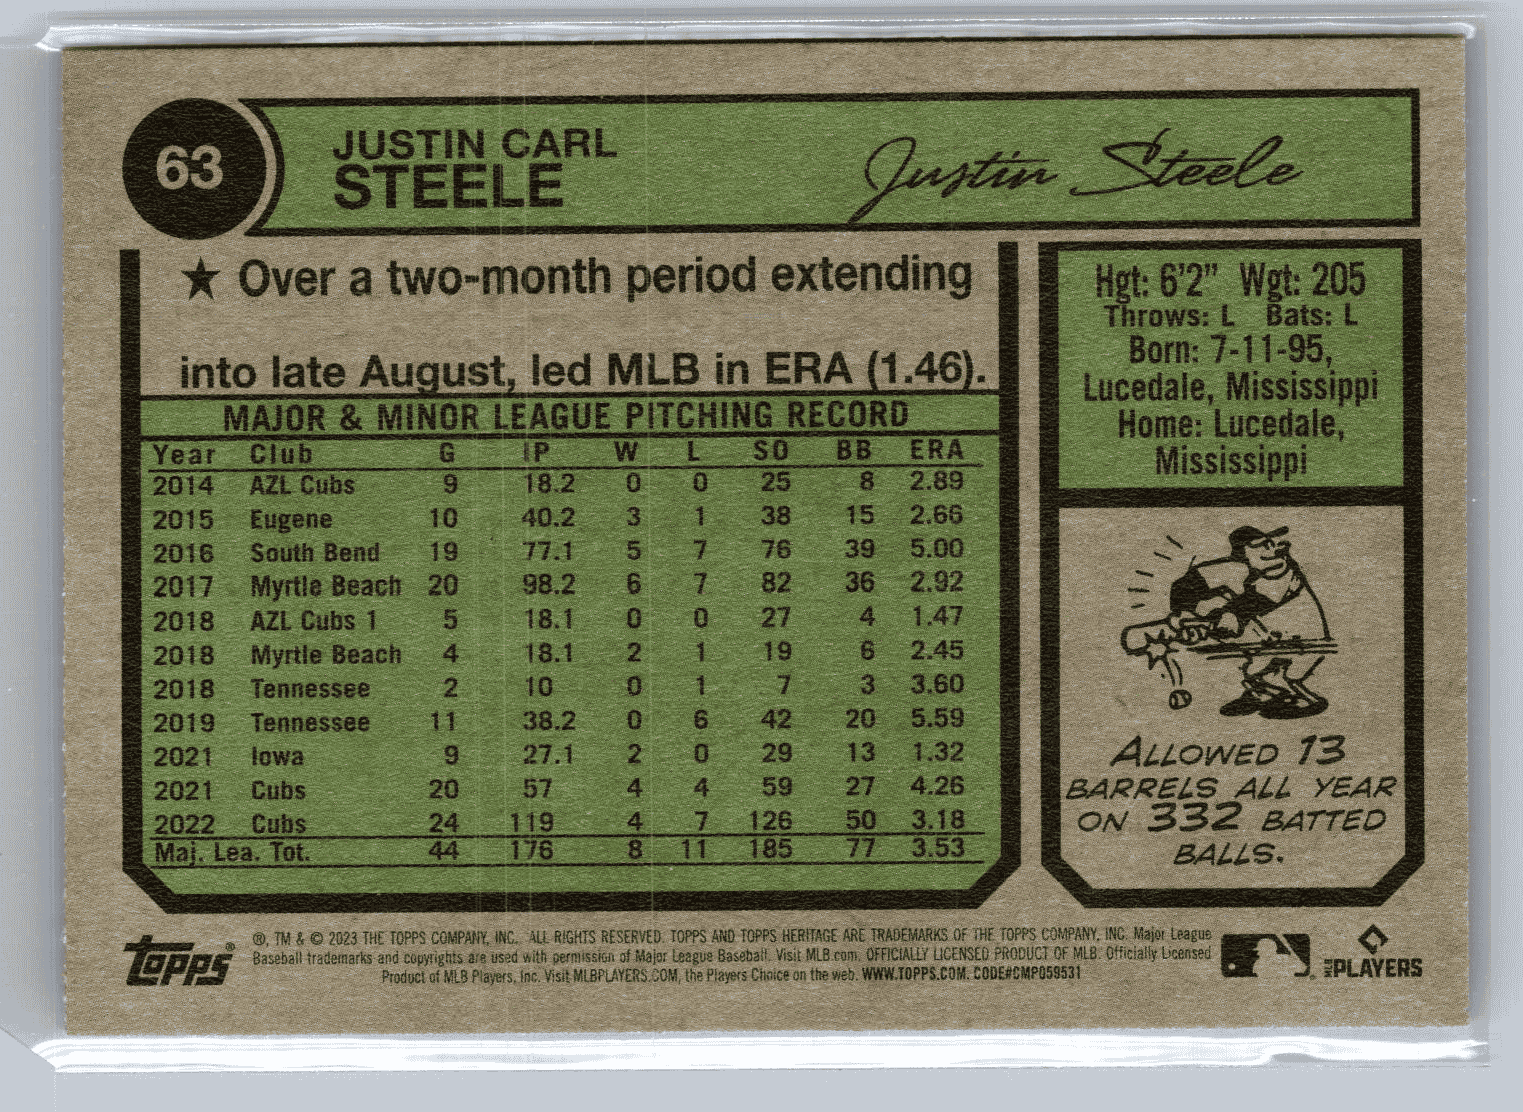 63
JUSTIN CARL
STEELE
Justin Steele
★ Over a two-month period extending
into late August, led MLB in ERA (1.46).
MAJOR & MINOR LEAGUE PITCHING RECORD
Year Club G IP W L SO BB ERA
2014 AZL Cubs 9 18.2 0 0 25 8 2.89
2015 Eugene 10 40.2 3 1 38 15 2.66
2016 South Bend 19 77.1 5 7 76 39 5.00
2017 Myrtle Beach 20 98.2 6 7 82 36 2.92
2018 AZL Cubs 1 5 18.1 0 0 27 4 1.47
2018 Myrtle Beach 4 18.1 2 1 19 6 2.45
2018 Tennessee 2 10 0 1 7 3 3.60
2019 Tennessee 11 38.2 0 6 42 20 5.59
2021 Iowa 9 27.1 2 0 29 13 1.32
2021 Cubs 20 57 4 4 59 27 4.26
2022 Cubs 24 119 4 7 126 50 3.18
Maj. Lea. Tot. 44 176 8 11 185 77 3.53
Hgt: 6'2" Wgt: 205
Throws: L Bats: L
Born: 7-11-95,
Lucedale, Mississippi
Home: Lucedale,
Mississippi
ALLOWED 13
BARRELS ALL YEAR
ON 332 BATTED
BALLS.
Topps®
®, TM & © 2023 THE TOPPS COMPANY, INC. ALL RIGHTS RESERVED. TOPPS AND TOPPS HERITAGE ARE TRADEMARKS OF THE TOPPS COMPANY, INC. Major League
Baseball trademarks and copyrights are used with permission of Major League Baseball. Visit MLB.com. OFFICIALLY LICENSED PRODUCT OF MLB. Officially Licensed
Product of MLB Players, Inc. Visit MLBPLAYERS.COM, the Players Choice on the web. WWW.TOPPS.COM. CODE#CMP059531
MLB PLAYERS